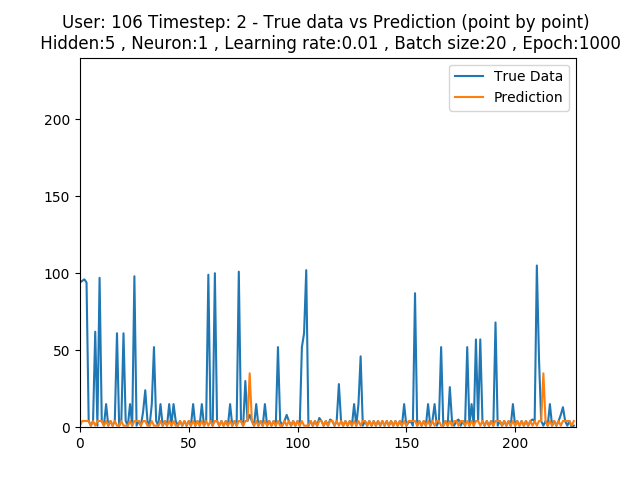 User: 106 Timestep: 2 - True data vs Prediction (point by point)
Hidden:5 , Neuron:1 , Learning rate:0.01 , Batch size:20 , Epoch:1000
True Data
Prediction
200
150
100
50
0
0 50 100 150 200